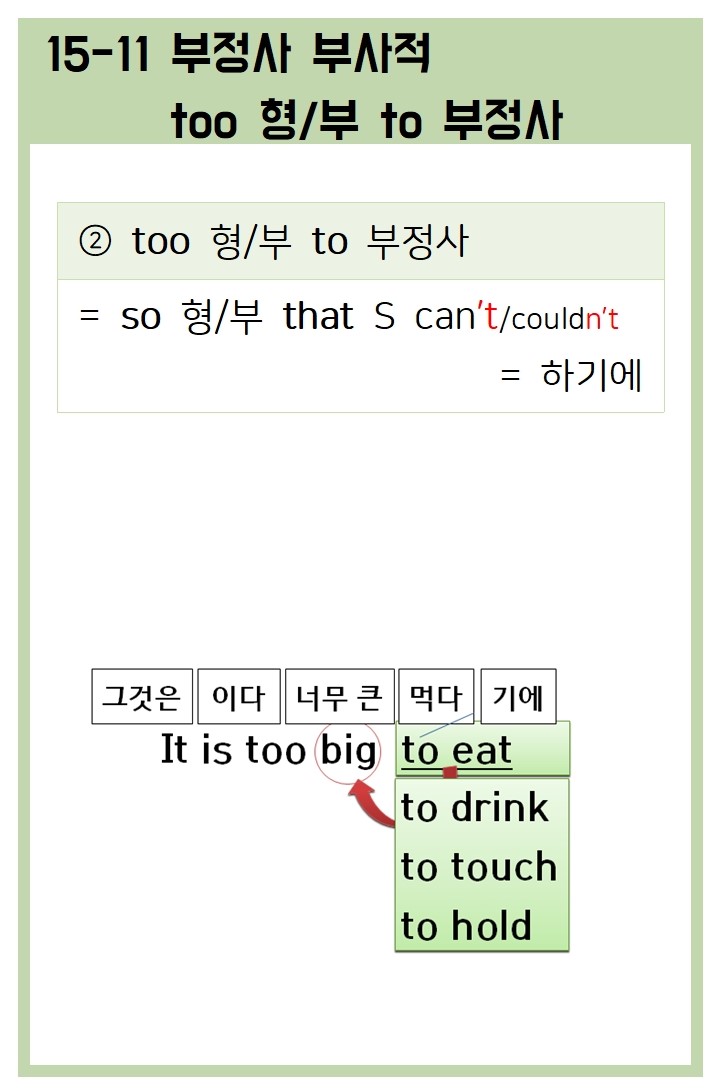 15-11 부정사 부사적
too 형/부 to 부정사
② too 형/부 to 부정사
= so 형/부 that S can't/couldn't
= 하기에
그것은 이다 너무 큰 먹다 기에
It is too big to eat
to drink
to touch
to hold